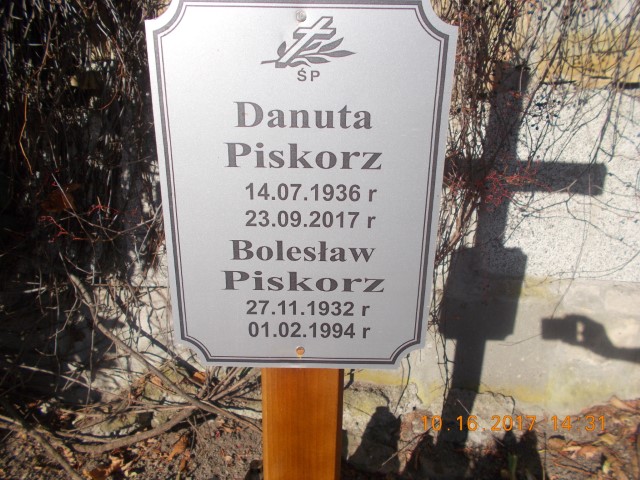 ŚP
Danuta
Piskorz
14.07.1936 r
23.09.2017 r
Bolesław
Piskorz
27.11.1932 r
01.02.1994 r
10.16.2017 14:31